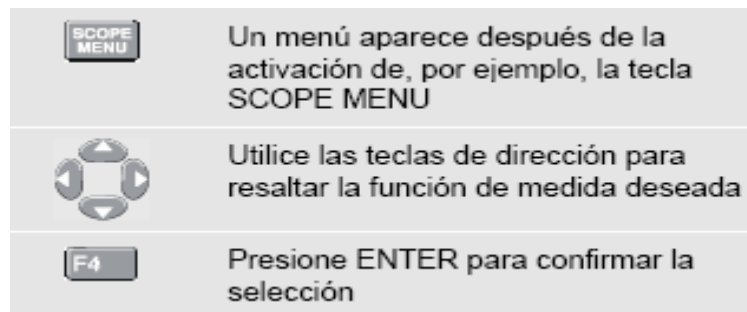 SCOPE
MENU
Un menú aparece después de la
activación de, por ejemplo, la tecla
SCOPE MENU
Utilice las teclas de dirección para
resaltar la función de medida deseada
F4
Presione ENTER para confirmar la
selección